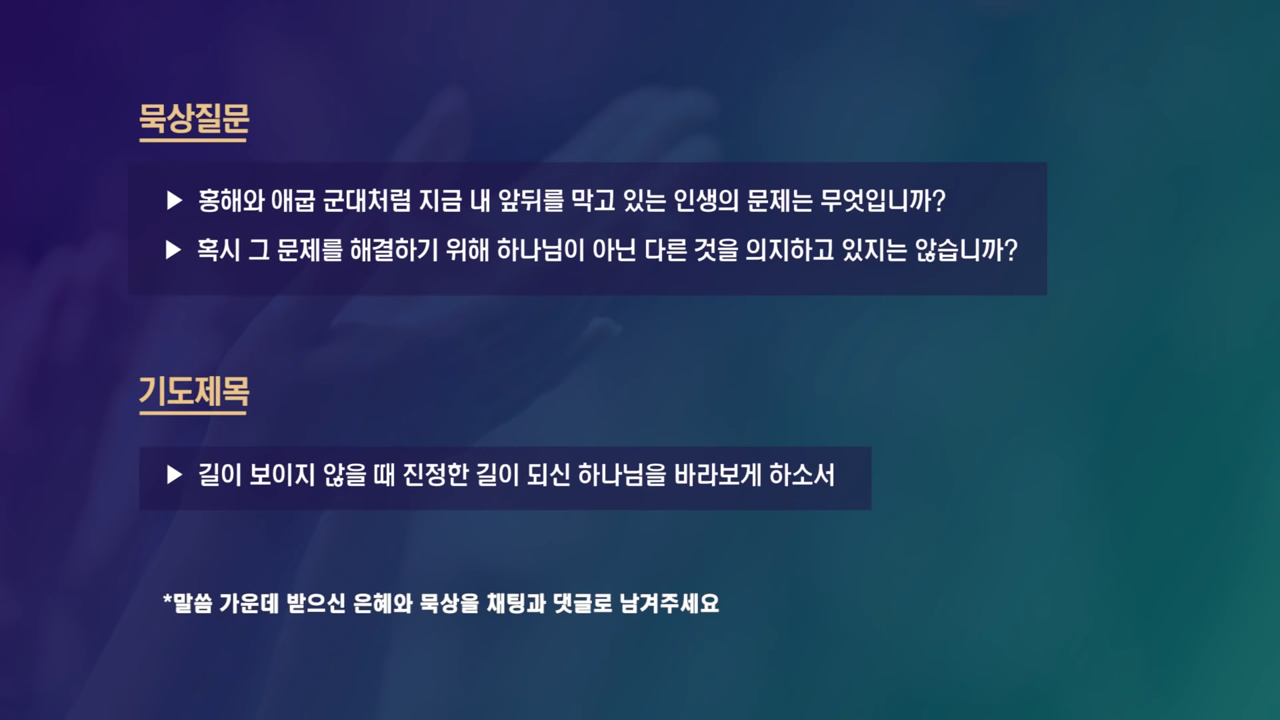 묵상질문
▶ 홍해와 애굽 군대처럼 지금 내 앞뒤를 막고 있는 인생의 문제는 무엇입니까?
▶ 혹시 그 문제를 해결하기 위해 하나님이 아닌 다른 것을 의지하고 있지는 않습니까?
기도제목
▶ 길이 보이지 않을 때 진정한 길이 되신 하나님을 바라보게 하소서
*말씀 가운데 받으신 은혜와 묵상을 채팅과 댓글로 남겨주세요